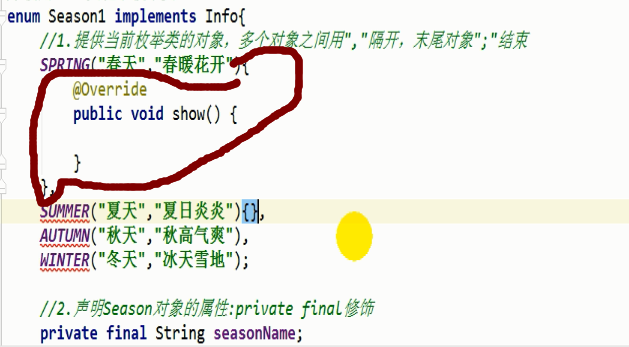 enum Season1 implements Info{
//1.提供当前枚举类的对象，多个对象之间用","隔开，末尾对象";"结束
SPRING("春天","春暖花开"){
@Override
public void show() {
}
},
SUMMER("夏天","夏日炎炎"){},
AUTUMN("秋天","秋高气爽"),
WINTER("冬天","冰天雪地");
//2.声明Season对象的属性:private final修饰
private final String seasonName;